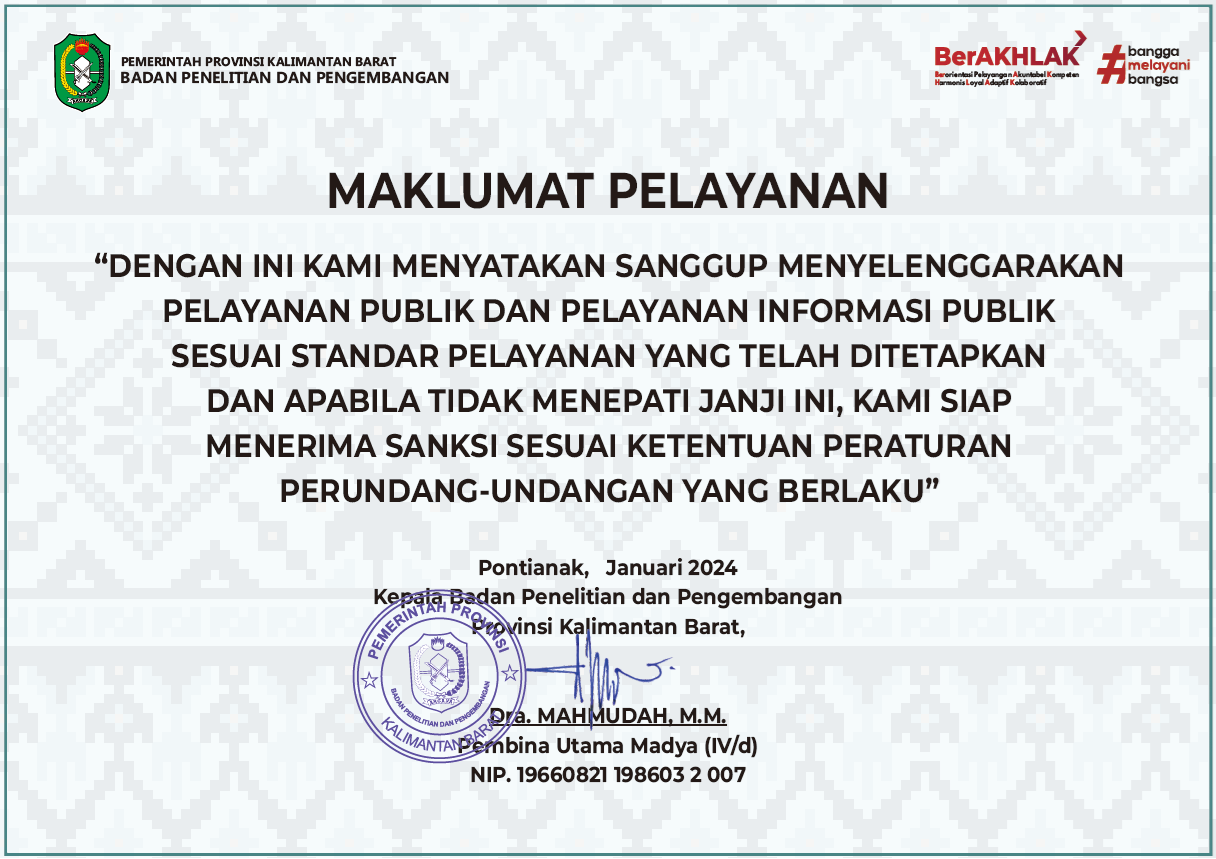 PEMERINTAH PROVINSI KALIMANTAN BARAT
BADAN PENELITIAN DAN PENGEMBANGAN
BerAKHLAK
Berorientasi Pelayanan Akuntabel Kompeten
Harmonis Loyal Adaptif Kolaboratif
#bangga
melayani
bangsa
MAKLUMAT PELAYANAN
“DENGAN INI KAMI MENYATAKAN SANGGUP MENYELENGGARAKAN
PELAYANAN PUBLIK DAN PELAYANAN INFORMASI PUBLIK
SESUAI STANDAR PELAYANAN YANG TELAH DITETAPKAN
DAN APABILA TIDAK MENEPATI JANJI INI, KAMI SIAP
MENERIMA SANKSI SESUAI KETENTUAN PERATURAN
PERUNDANG-UNDANGAN YANG BERLAKU”
Pontianak, Januari 2024
Kepala Badan Penelitian dan Pengembangan
Provinsi Kalimantan Barat,
PEMERINTAH PROVINSI
BADAN PENELITIAN DAN PENGEMBANGAN
KALIMANTAN BARAT
Dra. MAHMUDAH, M.M.
Pembina Utama Madya (IV/d)
NIP. 19660821 198603 2 007